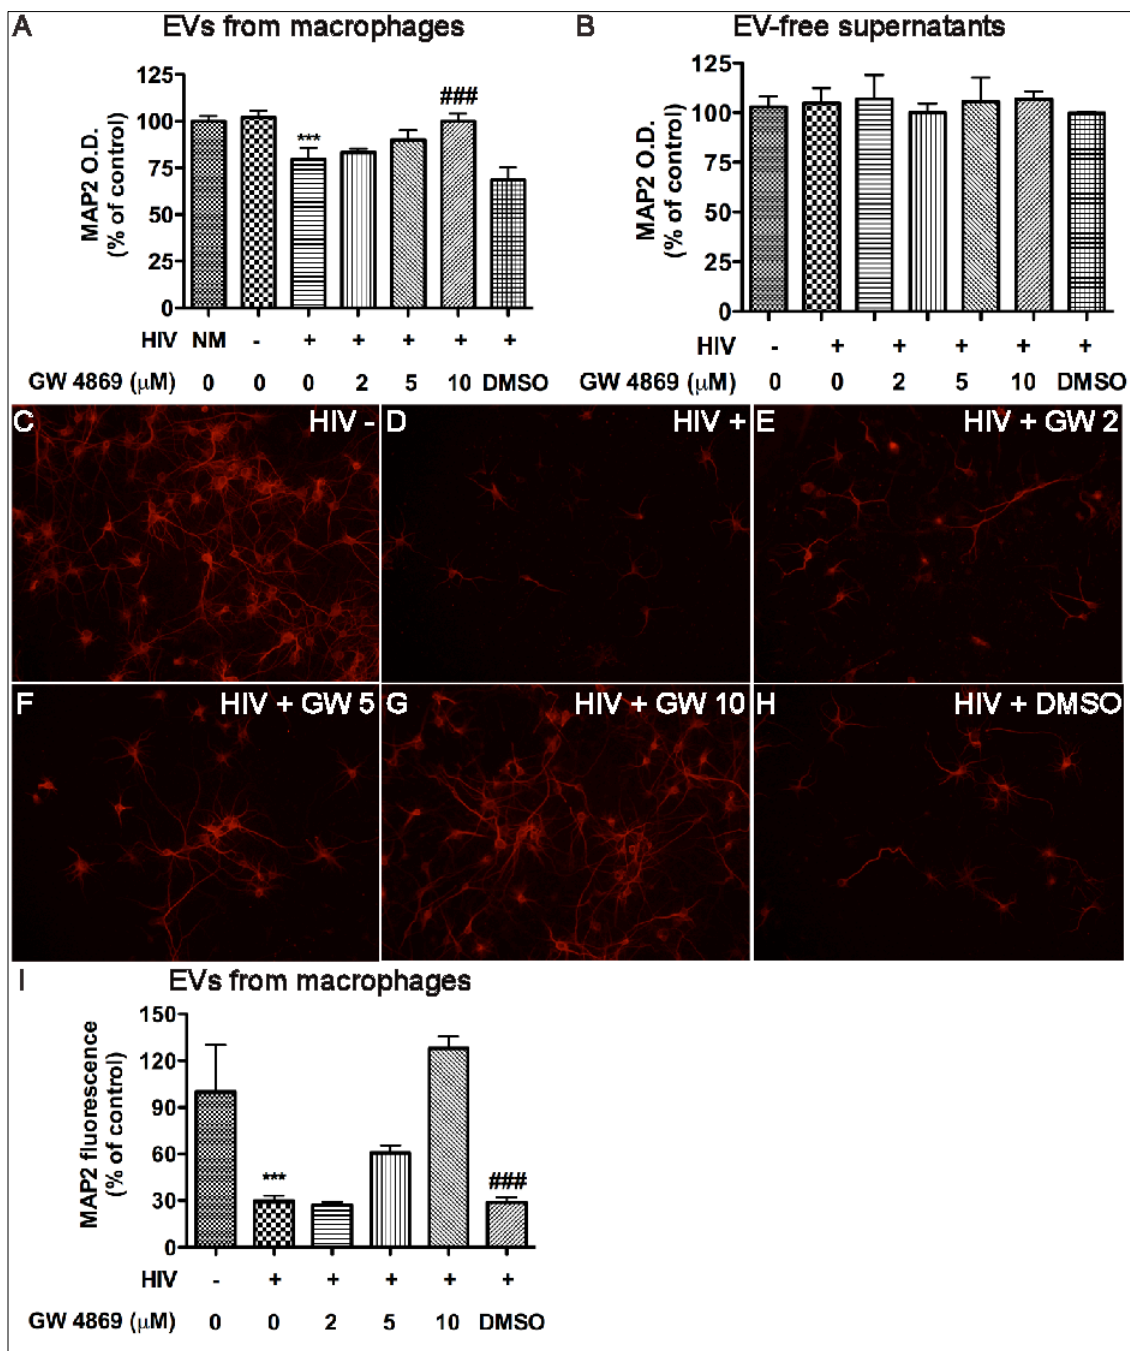 A EVs from macrophages
MAP2 O.D.
(% of control)
125
100
75
50
25
0
***
###
HIV NM - + + + + +
GW 4869 (μM) 0 0 0 2 5 10 DMSO
B EV-free supernatants
MAP2 O.D.
(% of control)
125
100
75
50
25
0
HIV - + + + + + +
GW 4869 (μM) 0 0 2 5 10 DMSO
C HIV -
D HIV +
E HIV + GW 2
F HIV + GW 5
G HIV + GW 10
H HIV + DMSO
I EVs from macrophages
MAP2 fluorescence
(% of control)
150
120
90
60
30
0
***
###
HIV - + + + + +
GW 4869 (μM) 0 0 2 5 10 DMSO